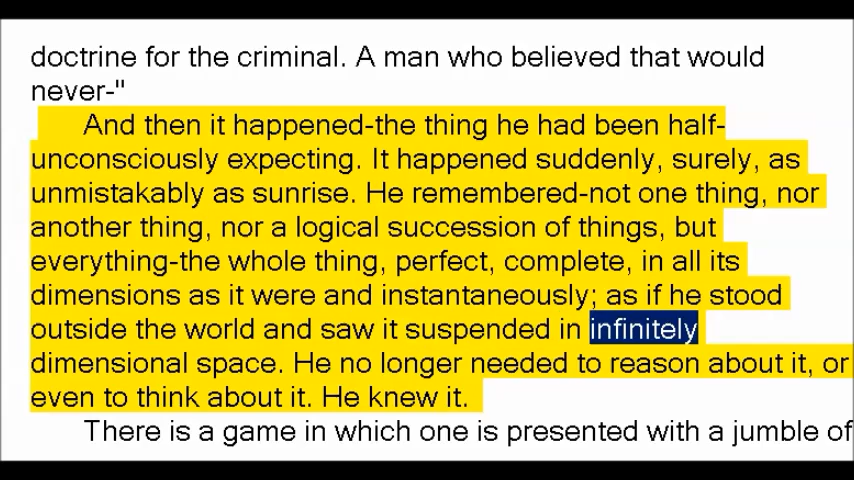 doctrine for the criminal. A man who believed that would
never-"
And then it happened-the thing he had been half-
unconsciously expecting. It happened suddenly, surely, as
unmistakably as sunrise. He remembered-not one thing, nor
another thing, nor a logical succession of things, but
everything-the whole thing, perfect, complete, in all its
dimensions as it were and instantaneously; as if he stood
outside the world and saw it suspended in infinitely
dimensional space. He no longer needed to reason about it, or
even to think about it. He knew it.
There is a game in which one is presented with a jumble of